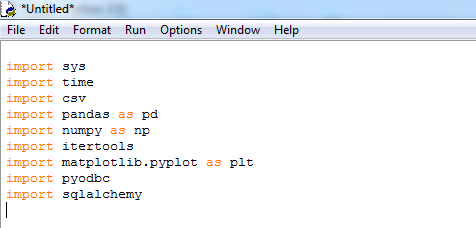 *Untitled*
File Edit Format Run Options Window Help
import sys
import time
import csv
import pandas as pd
import numpy as np
import itertools
import matplotlib.pyplot as plt
import pyodbc
import sqlalchemy